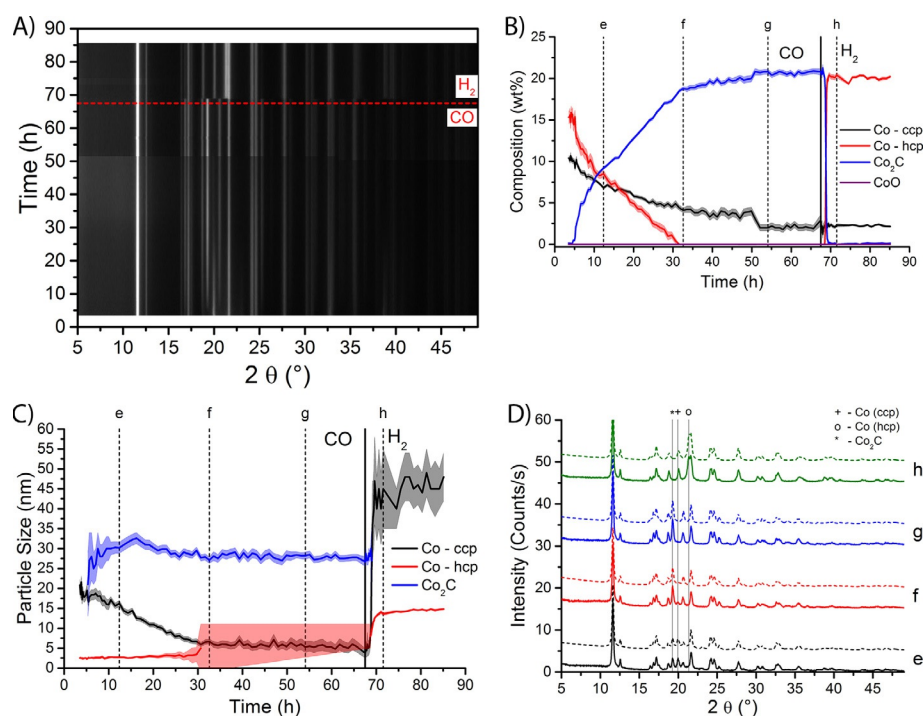 A)
90
80
70
60
50
40
30
20
10
0
Time (h)
H2
CO
5 10 15 20 25 30 35 40 45
2 θ (°)
B)
e f g h
CO H2
25
20
15
10
5
0
Composition (wt%)
Co - ccp
Co - hcp
Co2C
CoO
0 10 20 30 40 50 60 70 80 90
Time (h)
C)
e f g h
CO H2
60
55
50
45
40
35
30
25
20
15
10
5
0
Particle Size (nm)
Co - ccp
Co - hcp
Co2C
0 10 20 30 40 50 60 70 80 90
Time (h)
D)
*+ o
+ - Co (ccp)
o - Co (hcp)
* - Co2C
60
50
40
30
20
10
0
Intensity (Counts/s)
h
g
f
e
5 10 15 20 25 30 35 40 45
2 θ (°)